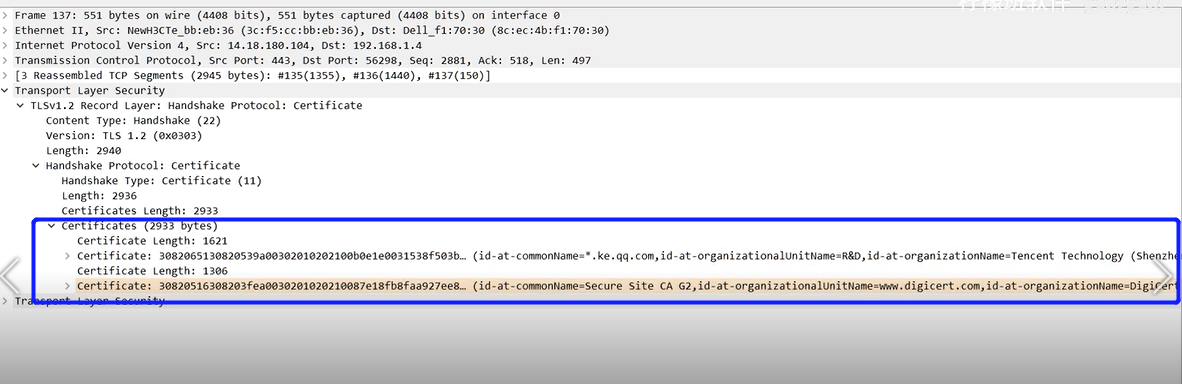 Frame 137: 551 bytes on wire (4408 bits), 551 bytes captured (4408 bits) on interface 0
Ethernet II, Src: NewH3CTe_bb:eb:36 (3c:f5:cc:bb:eb:36), Dst: Dell_f1:70:30 (8c:ec:4b:f1:70:30)
Internet Protocol Version 4, Src: 14.18.180.104, Dst: 192.168.1.4
Transmission Control Protocol, Src Port: 443, Dst Port: 56298, Seq: 2881, Ack: 518, Len: 497
[3 Reassembled TCP Segments (2945 bytes): #135(1355), #136(1440), #137(150)]
Transport Layer Security
TLSv1.2 Record Layer: Handshake Protocol: Certificate
Content Type: Handshake (22)
Version: TLS 1.2 (0x0303)
Length: 2940
Handshake Protocol: Certificate
Handshake Type: Certificate (11)
Length: 2936
Certificates Length: 2933
Certificates (2933 bytes)
Certificate Length: 1621
Certificate: 3082065130820539a00302010202100b0e1e0031538f503b… (id-at-commonName=*.ke.qq.com,id-at-organizationalUnitName=R&D,id-at-organizationName=Tencent Technology (Shenzhe
Certificate Length: 1306
Certificate: 30820516308203fea0030201020210087e18fb8faa927ee8… (id-at-commonName=Secure Site CA G2,id-at-organizationalUnitName=www.digicert.com,id-at-organizationName=DigiCert
Transport Layer Security